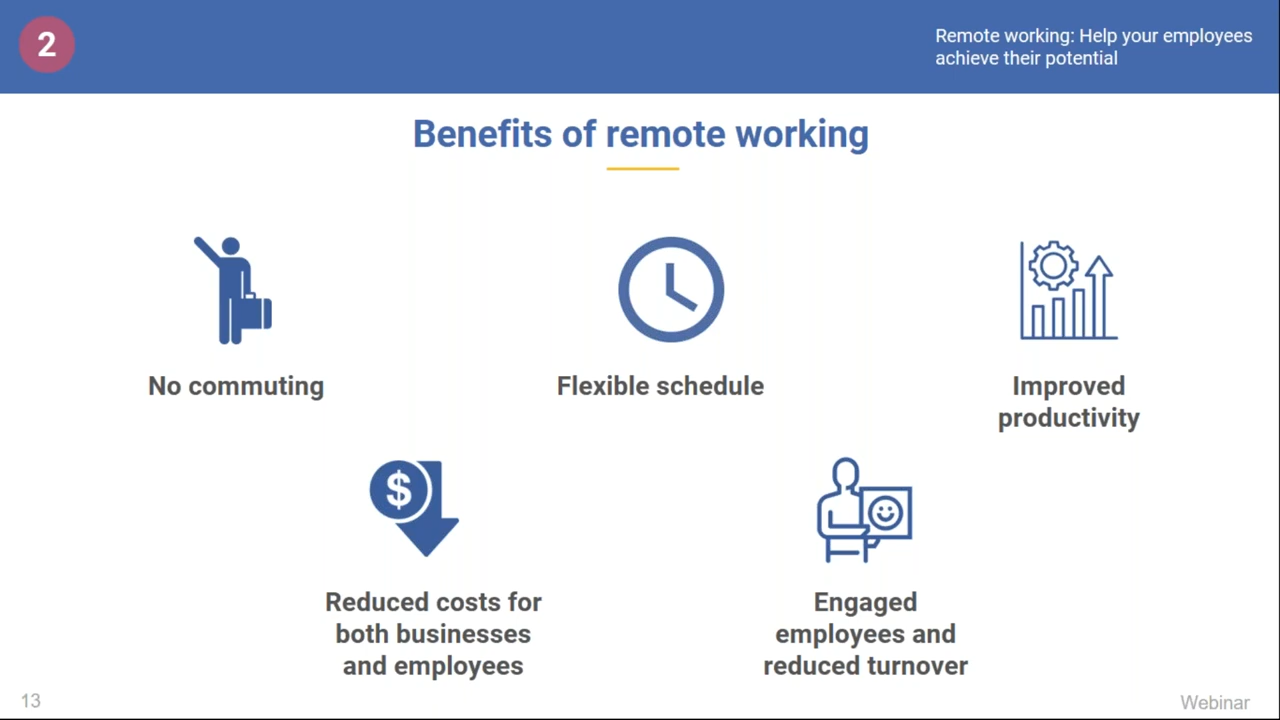 2
Remote working: Help your employees
achieve their potential
Benefits of remote working
No commuting
Flexible schedule
Improved
productivity
$
Reduced costs for
both businesses
and employees
Engaged
employees and
reduced turnover
13
Webinar